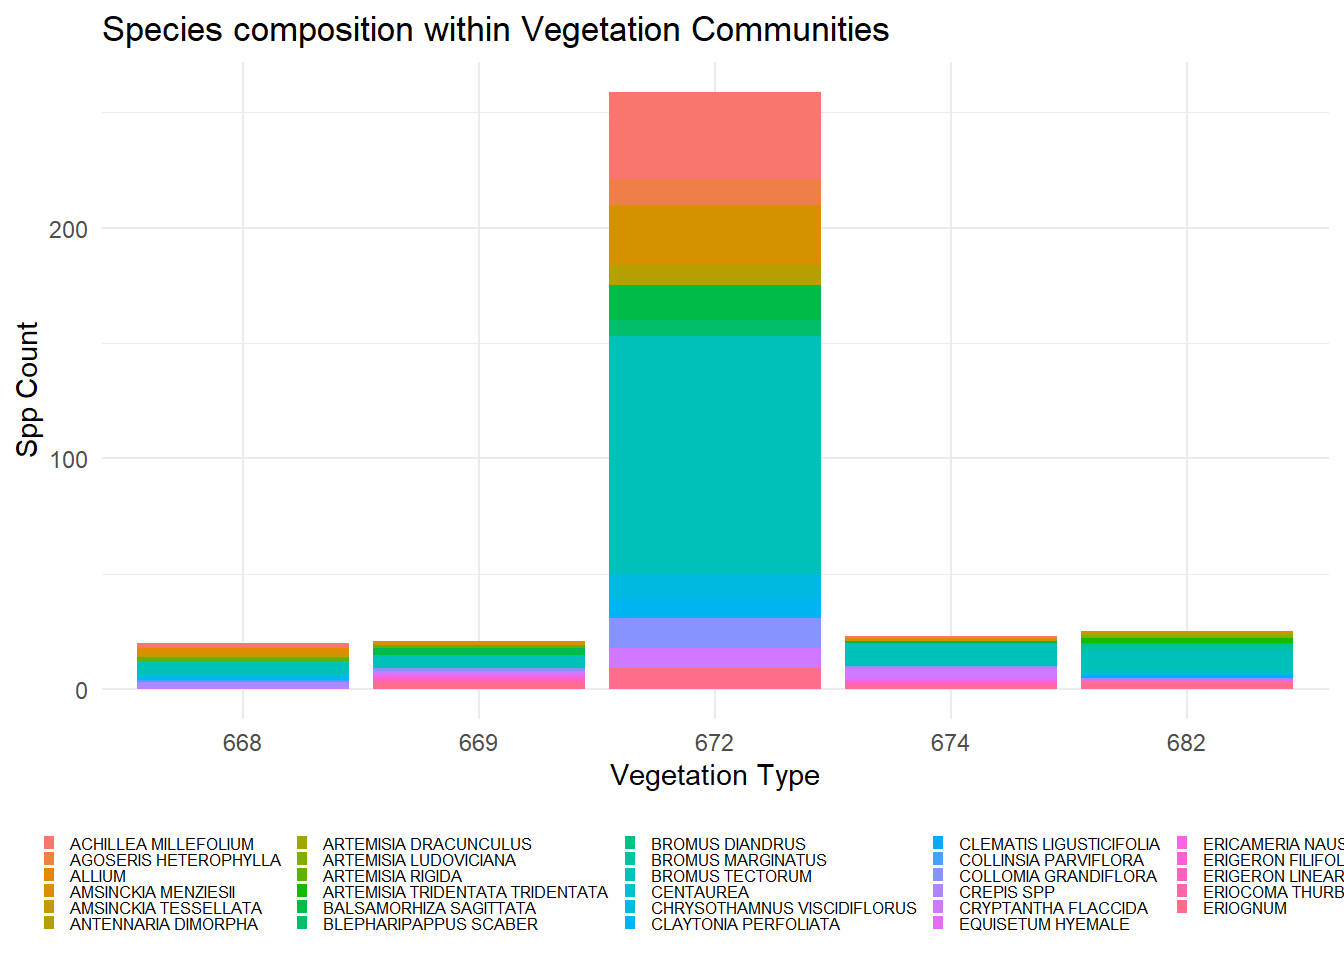 Species composition within Vegetation Communities
Spp Count
200
100
0
668 669 672 674 682
Vegetation Type
ACHILLEA MILLEFOLIUM
AGOSERIS HETEROPHYLLA
ALLIUM
AMSINCKIA MENZIESII
AMSINCKIA TESSELLATA
ANTENNARIA DIMORPHA
ARTEMISIA DRACUNCULUS
ARTEMISIA LUDOVICIANA
ARTEMISIA RIGIDA
ARTEMISIA TRIDENTATA TRIDENTATA
BALSAMORHIZA SAGITTATA
BLEPHARIPAPPUS SCABER
BROMUS DIANDRUS
BROMUS MARGINATUS
BROMUS TECTORUM
CENTAUREA
CHRYSOTHAMNUS VISCIDIFLORUS
CLAYTONIA PERFOLIATA
CLEMATIS LIGUSTICIFOLIA
COLLINSIA PARVIFLORA
COLLOMIA GRANDIFLORA
CREPIS SPP
CRYPTANTHA FLACCIDA
EQUISETUM HYEMALE
ERICAMERIA NAUS
ERIGERON FILIFOL
ERIGERON LINEAR
ERIOCOMA THURB
ERIOGNUM